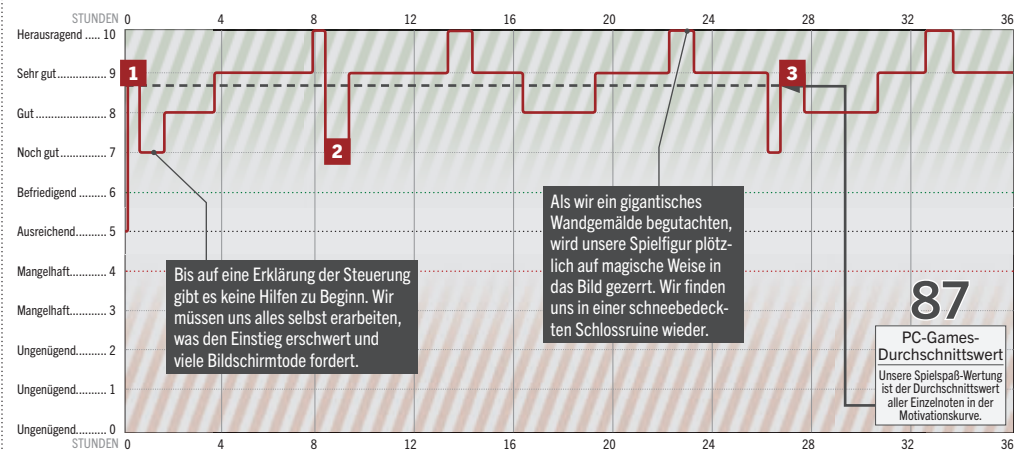 STUNDEN 0 4 8 12 16 20 24 28 32 36
Herausragend ..... 10
Sehr gut ............... 9
Gut ....................... 8
Noch gut .............. 7
Befriedigend ......... 6
Ausreichend .......... 5
Mangelhaft ........... 4
Mangelhaft ........... 3
Ungenügend ......... 2
Ungenügend ......... 1
Ungenügend ......... 0
STUNDEN 0 4 8 12 16 20 24 28 32 36
1
2
3
Bis auf eine Erklärung der Steuerung
gibt es keine Hilfen zu Beginn. Wir
müssen uns alles selbst erarbeiten,
was den Einstieg erschwert und
viele Bildschirmtode fordert.
Als wir ein gigantisches
Wandgemälde begutachten,
wird unsere Spielfigur plötz-
lich auf magische Weise in
das Bild gezerrt. Wir finden
uns in einer schneebedeck-
ten Schlossruine wieder.
87
PC-Games-
Durchschnittswert
Unsere Spielspaß-Wertung
ist der Durchschnittswert
aller Einzelnoten in der
Motivationskurve.